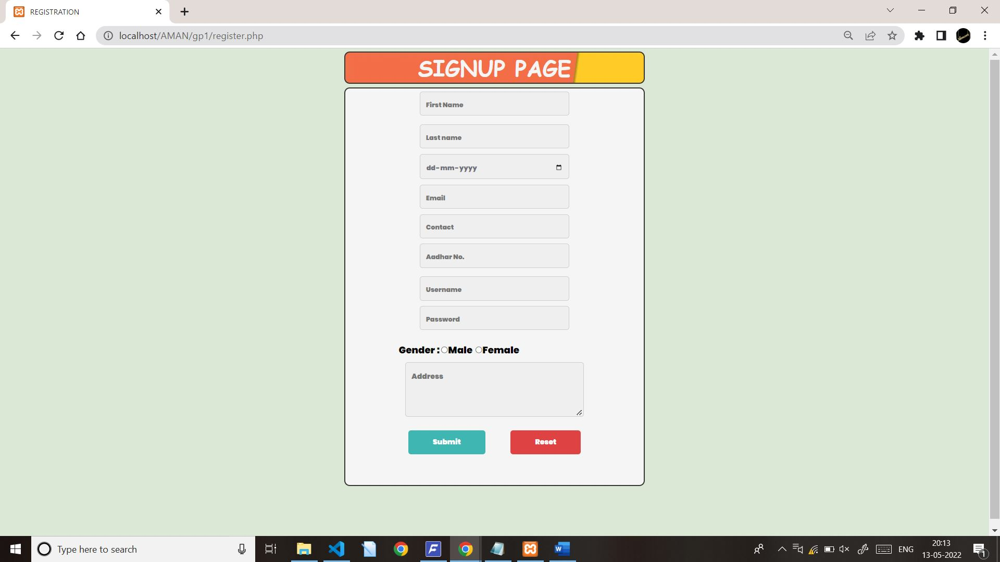 REGISTRATION
localhost/AMAN/gp1/register.php
SIGNUP PAGE
First Name
Last name
dd-mm-yyyy
Email
Contact
Aadhar No.
Username
Password
Gender : Male Female
Address
Submit Reset
Type here to search
ENG
20:13
13-05-2022
1